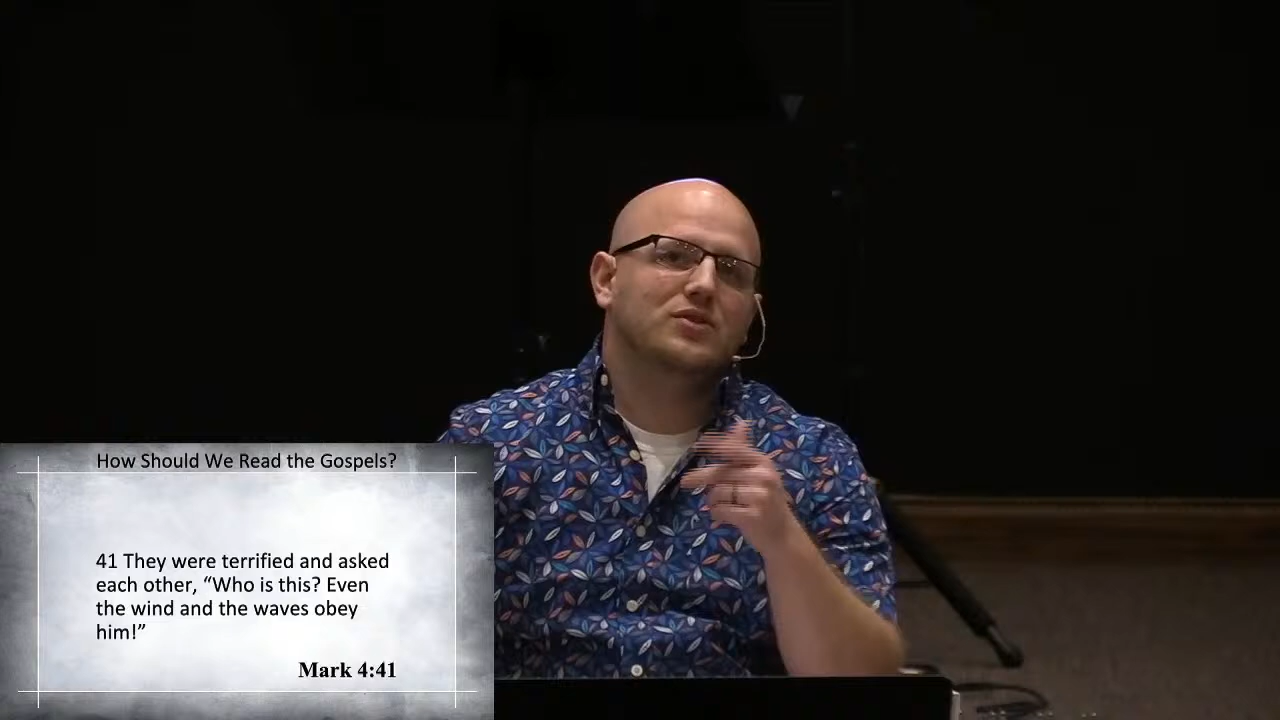 How Should We Read the Gospels?
41 They were terrified and asked
each other, “Who is this? Even
the wind and the waves obey
him!”
Mark 4:41